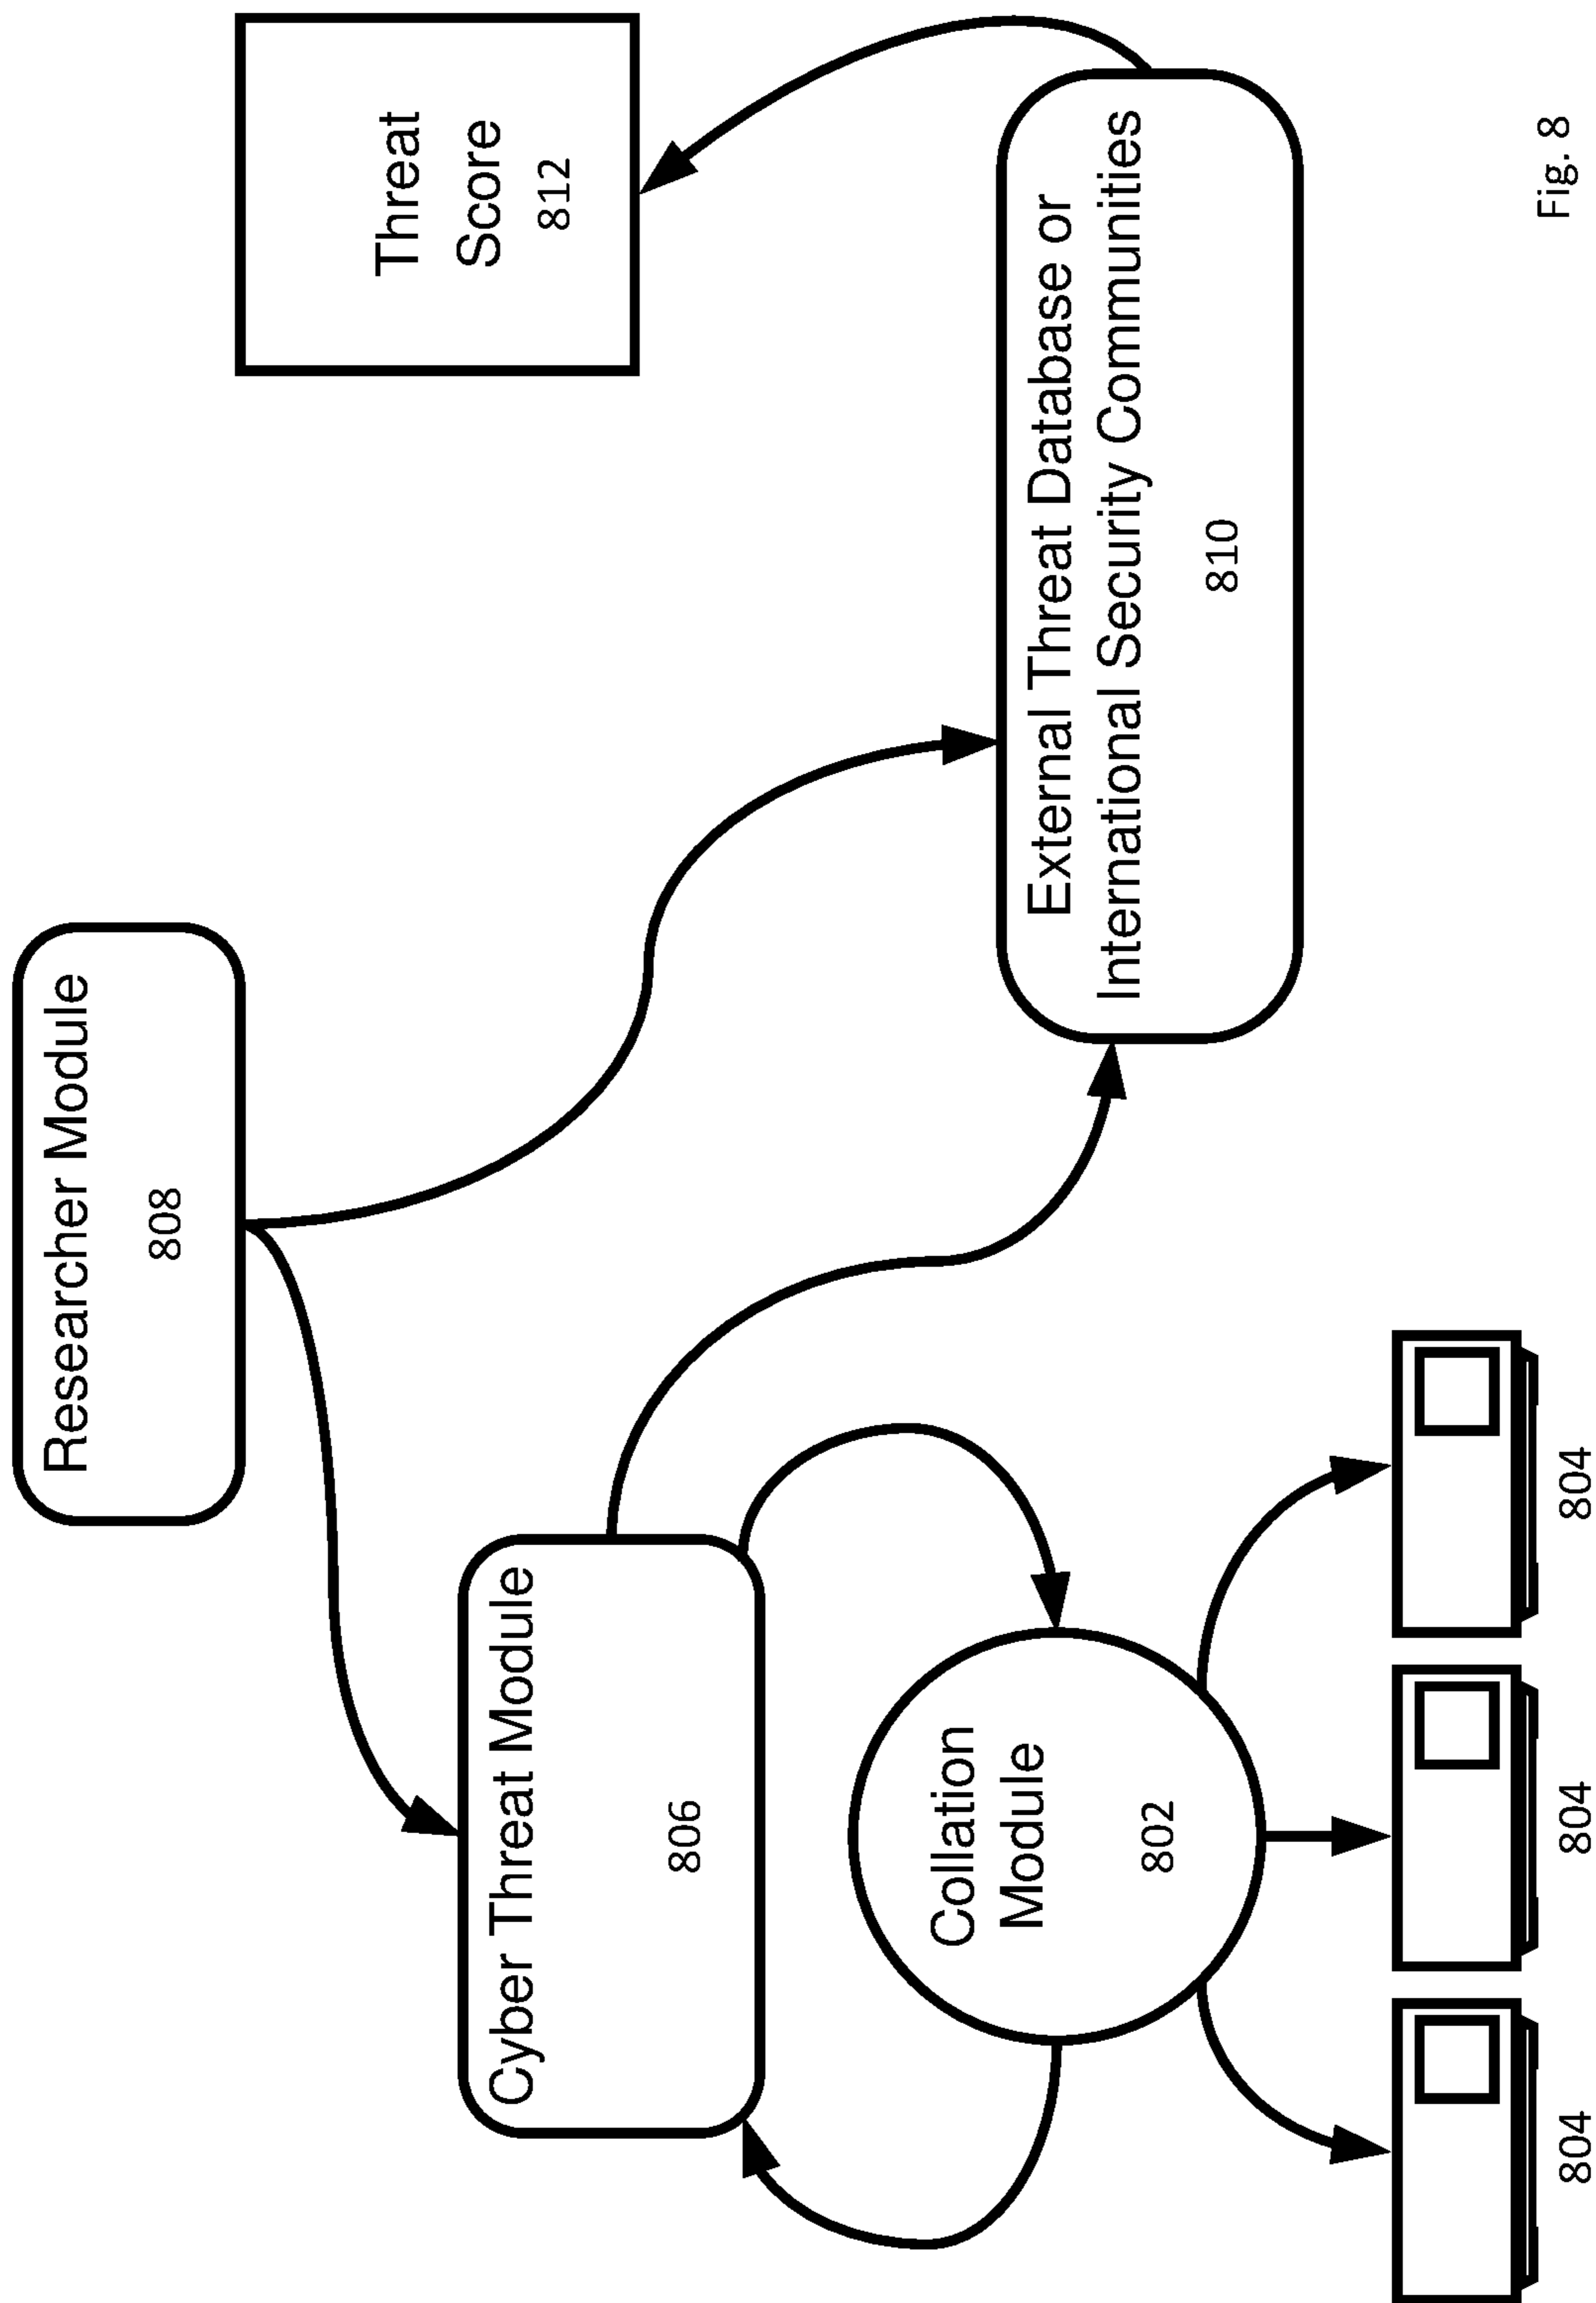 Researcher Module
808
Threat
Score
812
Cyber Threat Module
806
External Threat Database or
International Security Communities
810
Collation
Module
802
804
804
804
Fig. 8